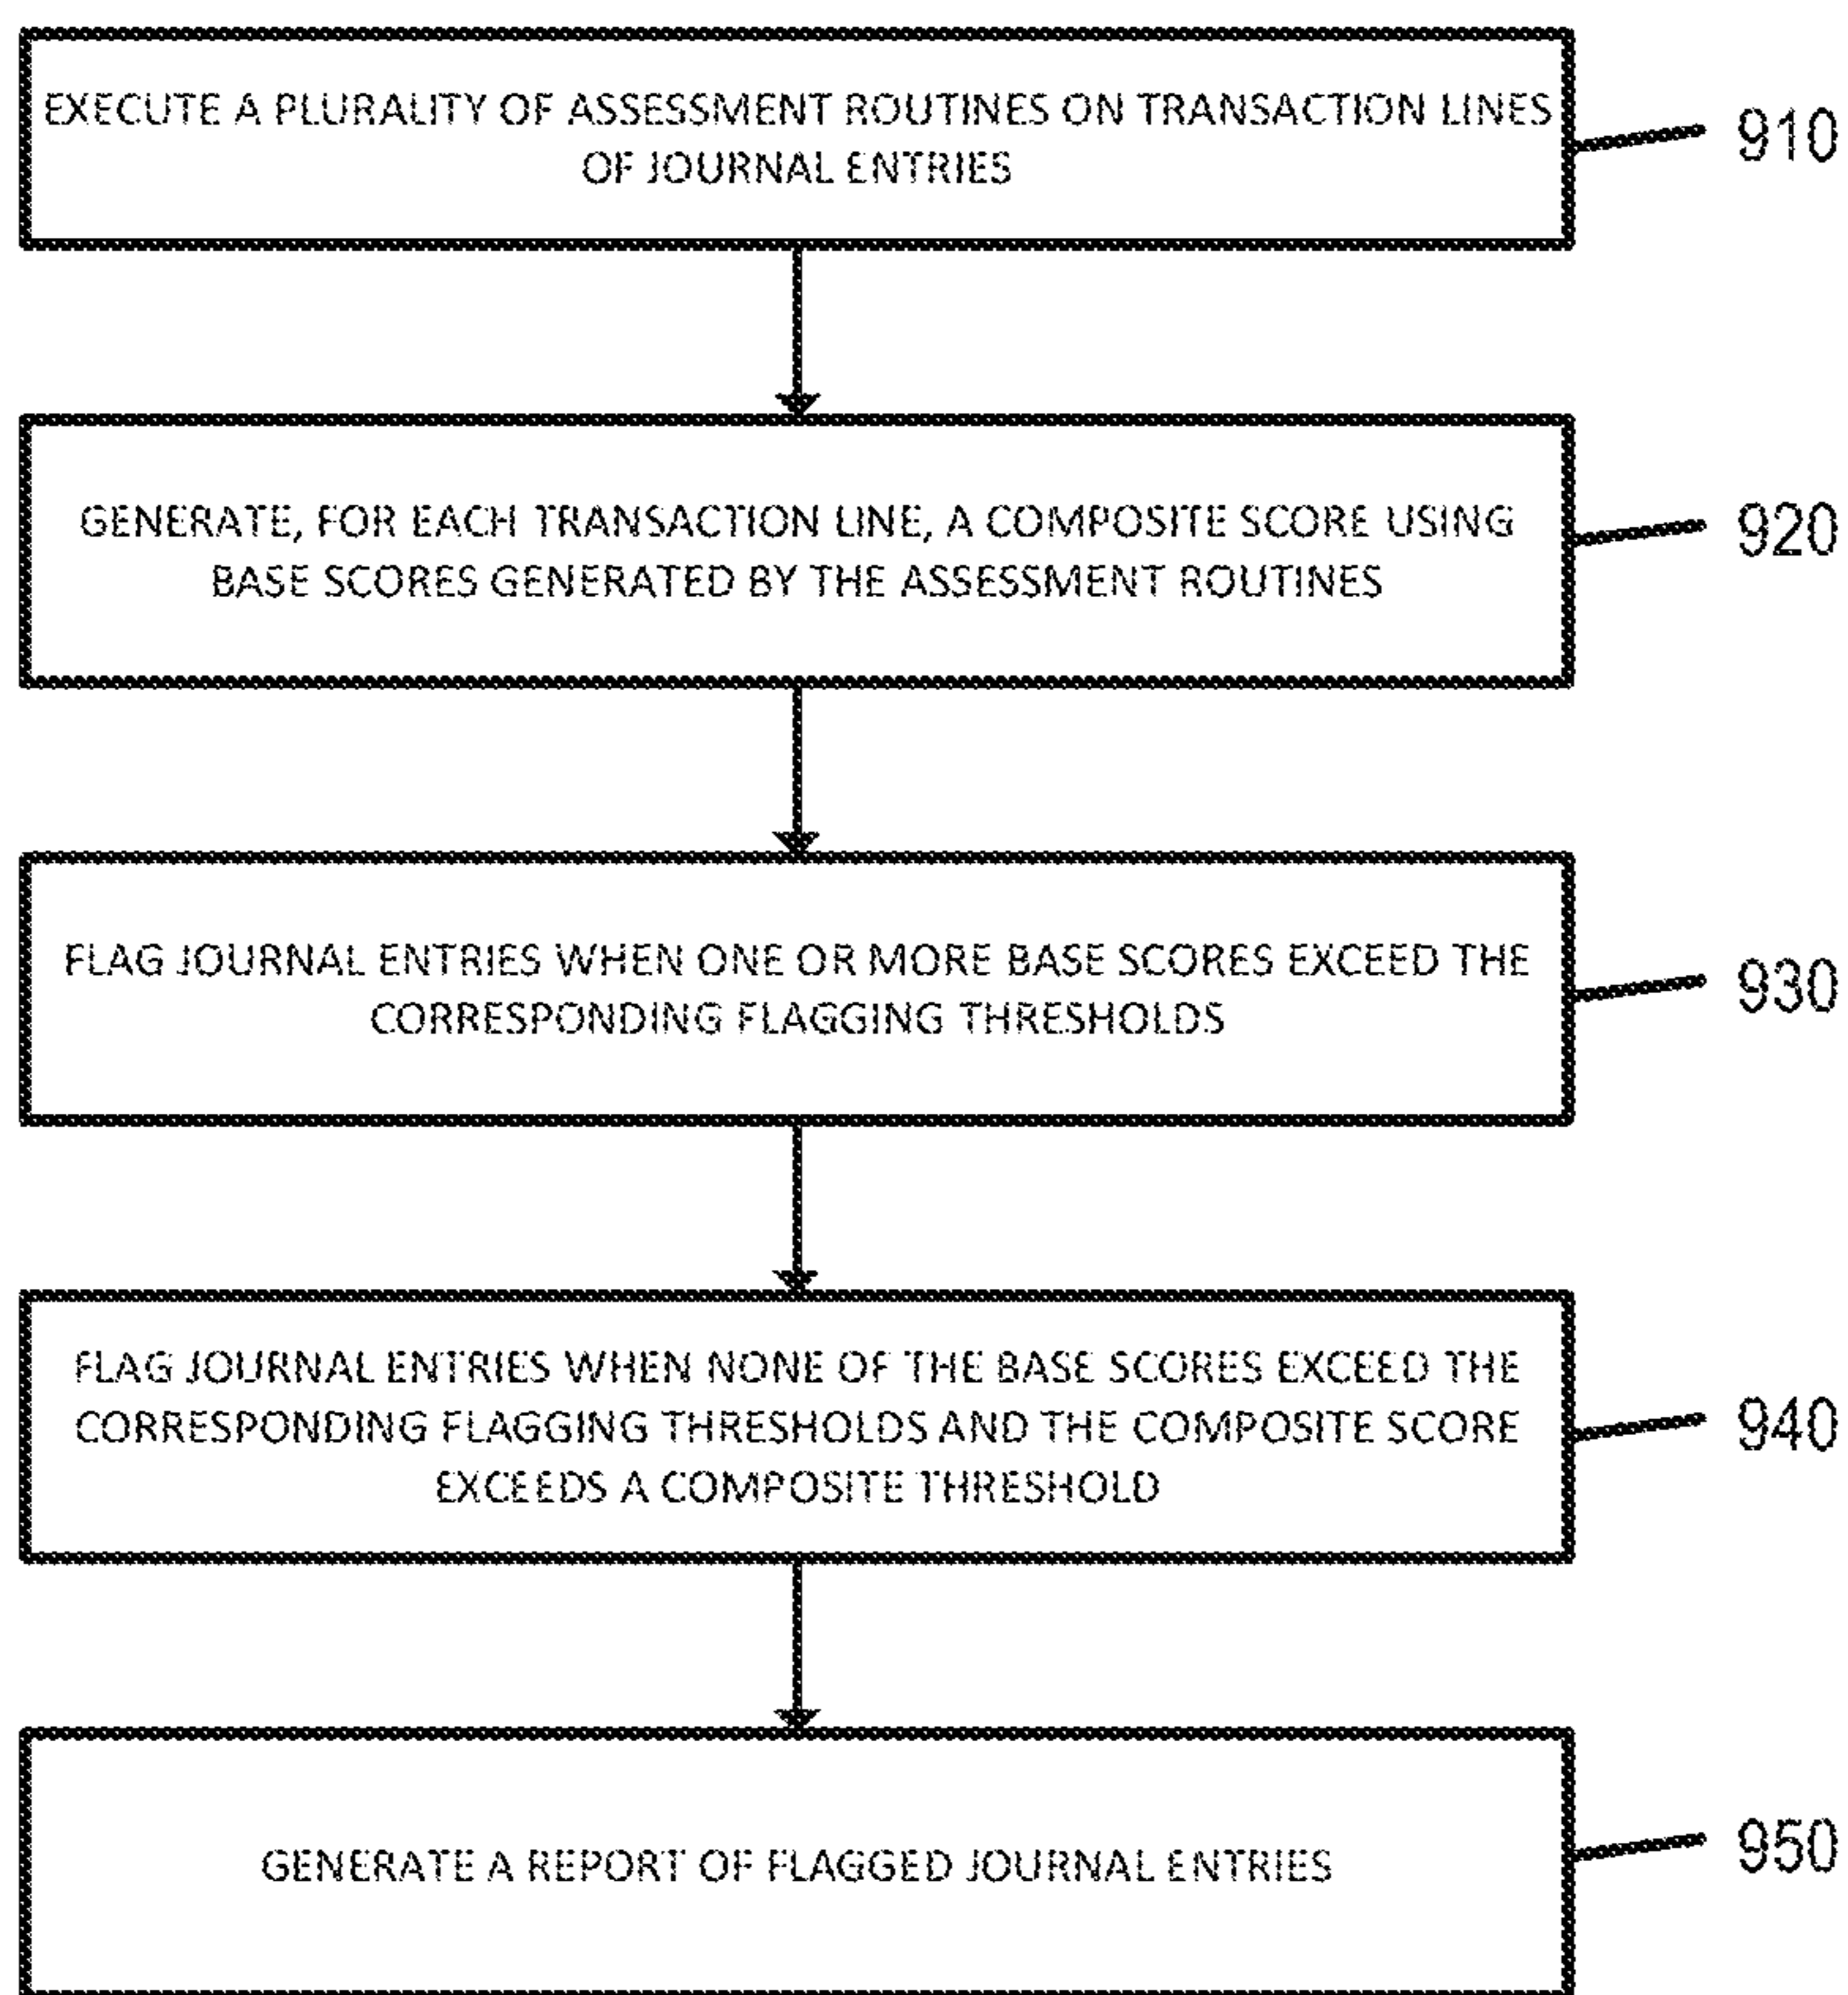 EXECUTE A PLURALITY OF ASSESSMENT ROUTINES ON TRANSACTION LINES
OF JOURNAL ENTRIES
910
GENERATE, FOR EACH TRANSACTION LINE, A COMPOSITE SCORE USING
BASE SCORES GENERATED BY THE ASSESSMENT ROUTINES
920
FLAG JOURNAL ENTRIES WHEN ONE OR MORE BASE SCORES EXCEED THE
CORRESPONDING FLAGGING THRESHOLDS
930
FLAG JOURNAL ENTRIES WHEN NONE OF THE BASE SCORES EXCEED THE
CORRESPONDING FLAGGING THRESHOLDS AND THE COMPOSITE SCORE
EXCEEDS A COMPOSITE THRESHOLD
940
GENERATE A REPORT OF FLAGGED JOURNAL ENTRIES
950